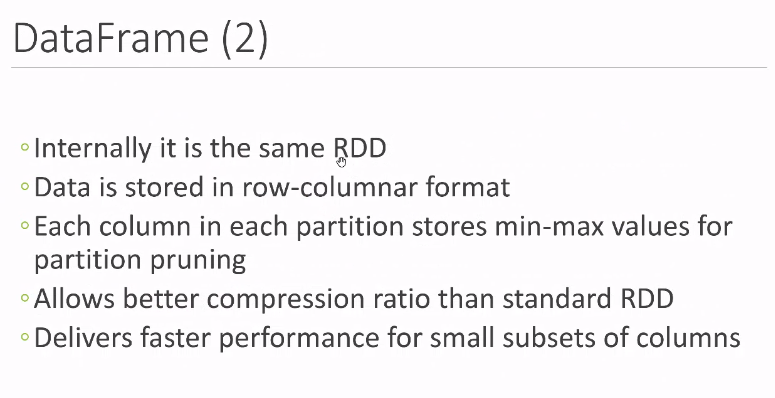 DataFrame (2)
◦Internally it is the same RDD
◦Data is stored in row-columnar format
◦Each column in each partition stores min-max values for
partition pruning
◦Allows better compression ratio than standard RDD
◦Delivers faster performance for small subsets of columns